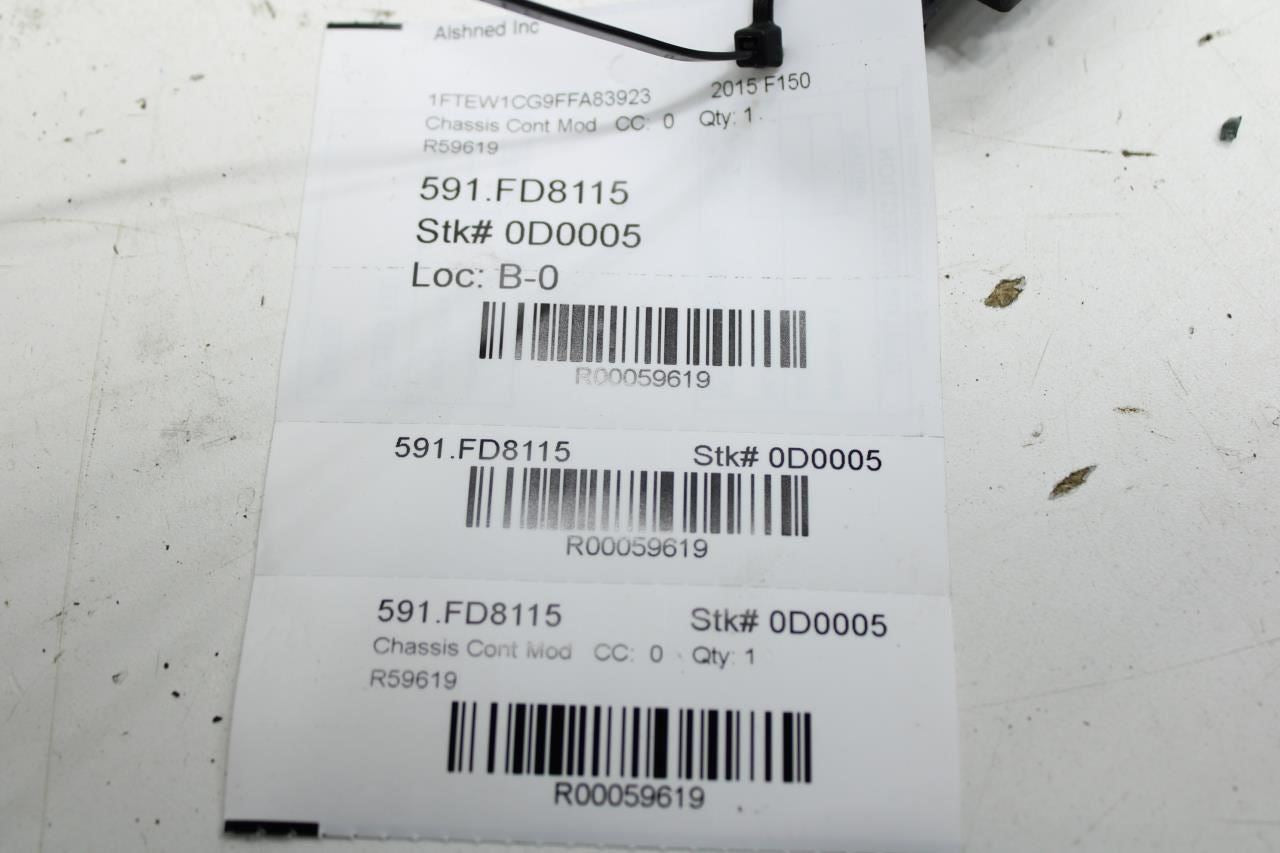 Alshned Inc
1FTEW1CG9FFA83923 2015 F150
Chassis Cont Mod CC: 0 Qty: 1
R59619
591.FD8115
Stk# 0D0005
Loc: B-0
R00059619
591.FD8115 Stk# 0D0005
R00059619
591.FD8115 Stk# 0D0005
Chassis Cont Mod CC: 0 Qty: 1
R59619
R00059619